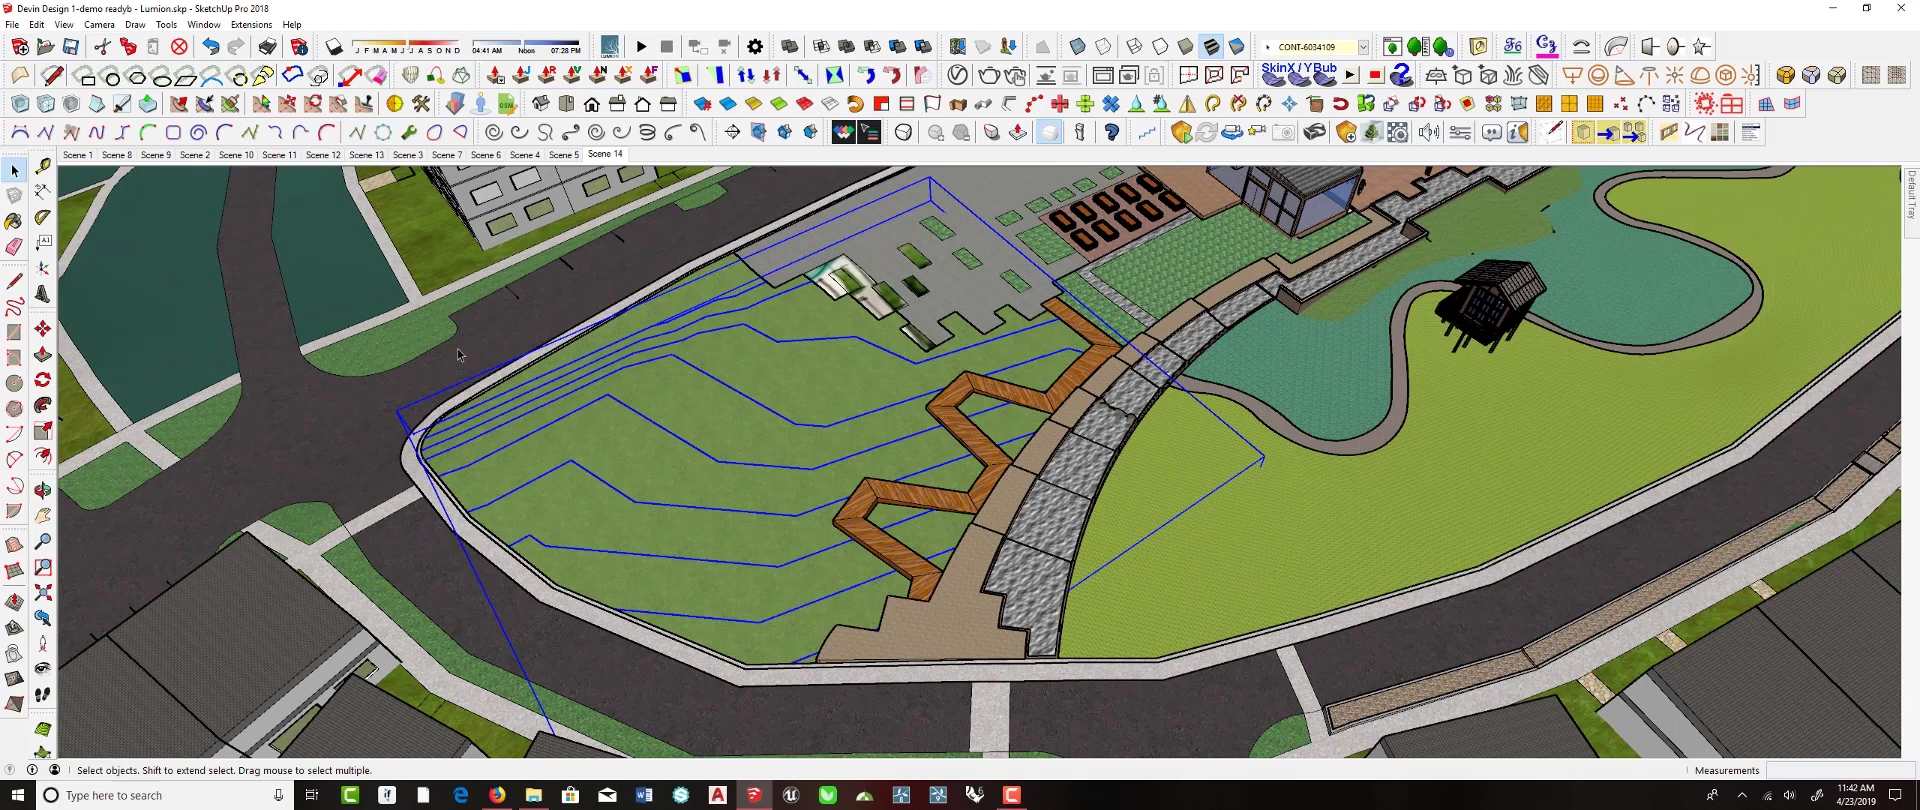 Devin Design 1-demo readyb - Lumion.skp - SketchUp Pro 2018
File Edit View Camera Draw Tools Window Extensions Help
J F M A M J J A S O N D 04:41 AM Noon 07:28 PM LUMION CONT-6034109
SkinX / YBub
Scene 1 Scene 8 Scene 9 Scene 2 Scene 10 Scene 11 Scene 12 Scene 13 Scene 3 Scene 7 Scene 6 Scene 4 Scene 5 Scene 14
Default Tray
Select objects. Shift to extend select. Drag mouse to select multiple.
Measurements
Type here to search
11:42 AM
4/23/2019